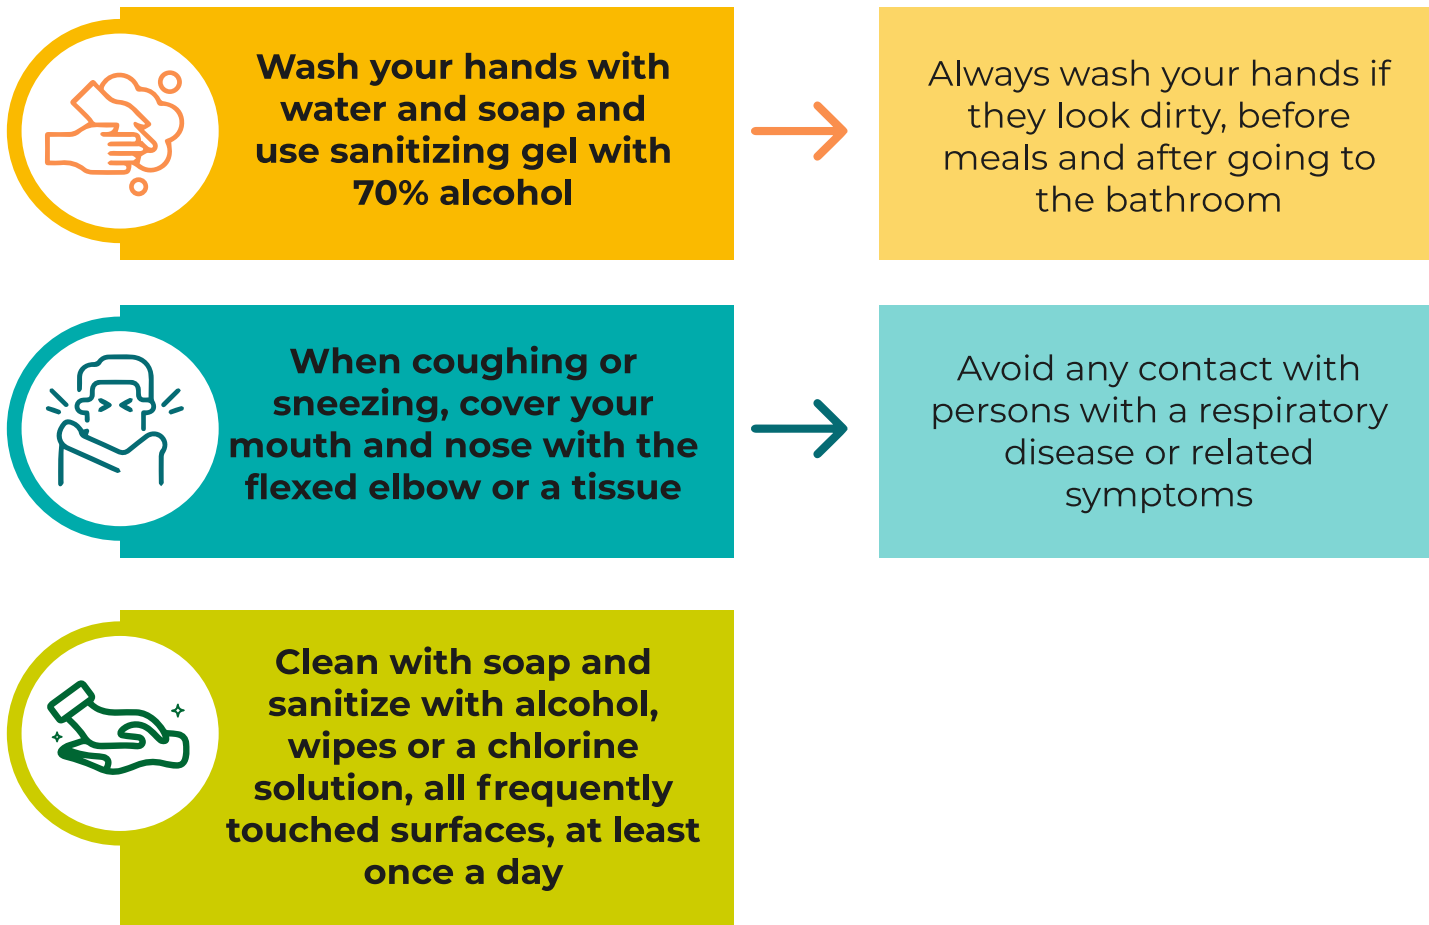 Wash your hands with
water and soap and
use sanitizing gel with
70% alcohol
Always wash your hands if
they look dirty, before
meals and after going to
the bathroom
When coughing or
sneezing, cover your
mouth and nose with the
flexed elbow or a tissue
Avoid any contact with
persons with a respiratory
disease or related
symptoms
Clean with soap and
sanitize with alcohol,
wipes or a chlorine
solution, all frequently
touched surfaces, at least
once a day